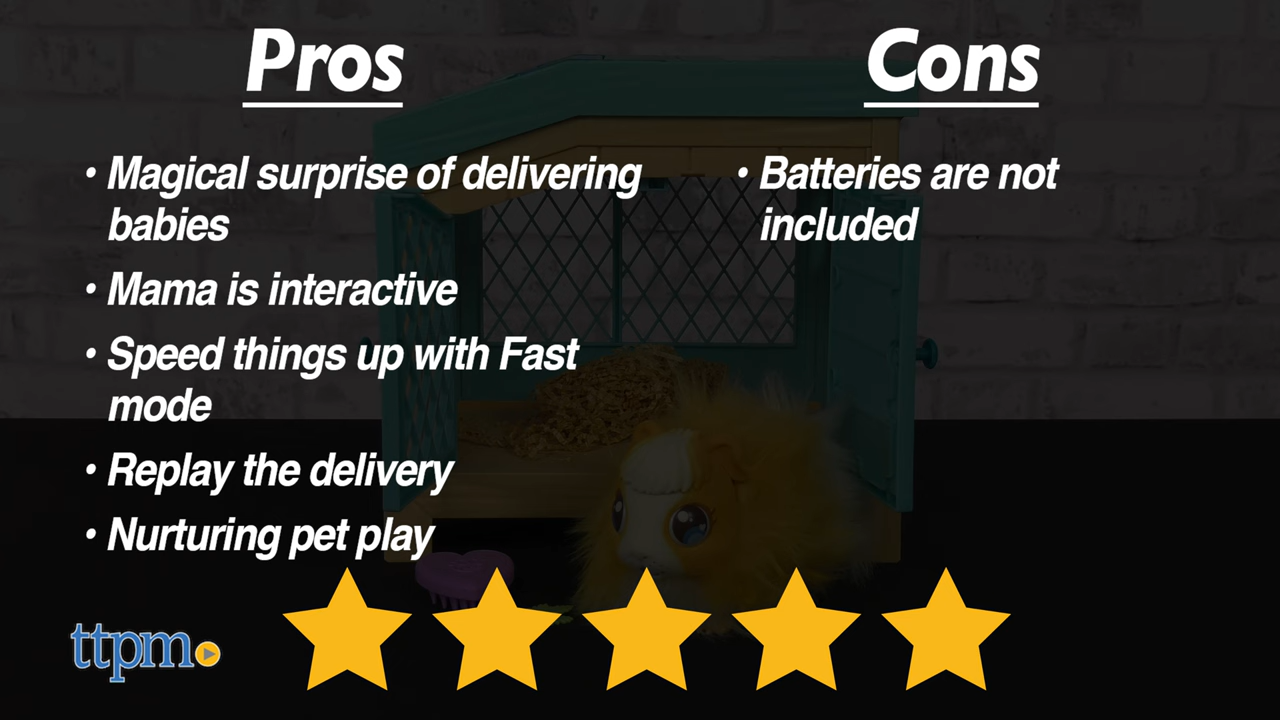 Pros
• Magical surprise of delivering
babies
• Mama is interactive
• Speed things up with Fast
mode
• Replay the delivery
• Nurturing pet play
Cons
• Batteries are not
included
ttpm